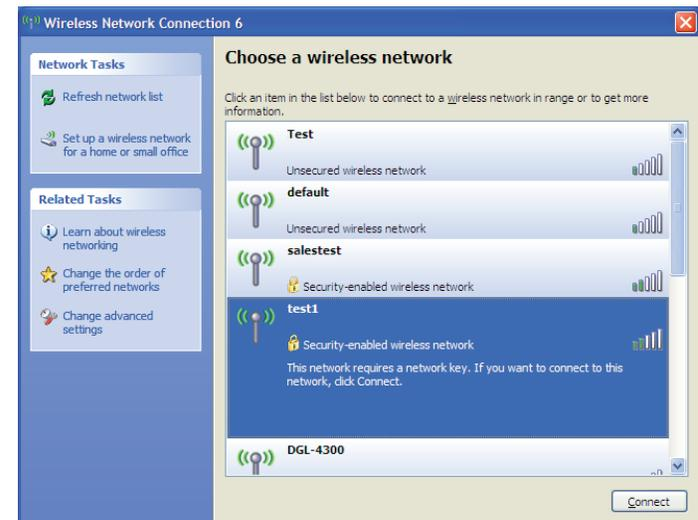 Wireless Network Connection 6
Network Tasks
Refresh network list
Set up a wireless network
for a home or small office
Related Tasks
Learn about wireless
networking
Change the order of
preferred networks
Change advanced
settings
Choose a wireless network
Click an item in the list below to connect to a wireless network in range or to get more
information.
Test
Unsecured wireless network
default
Unsecured wireless network
salestest
Security-enabled wireless network
test1
Security-enabled wireless network
This network requires a network key. If you want to connect to this
network, click Connect.
DGL-4300
Connect